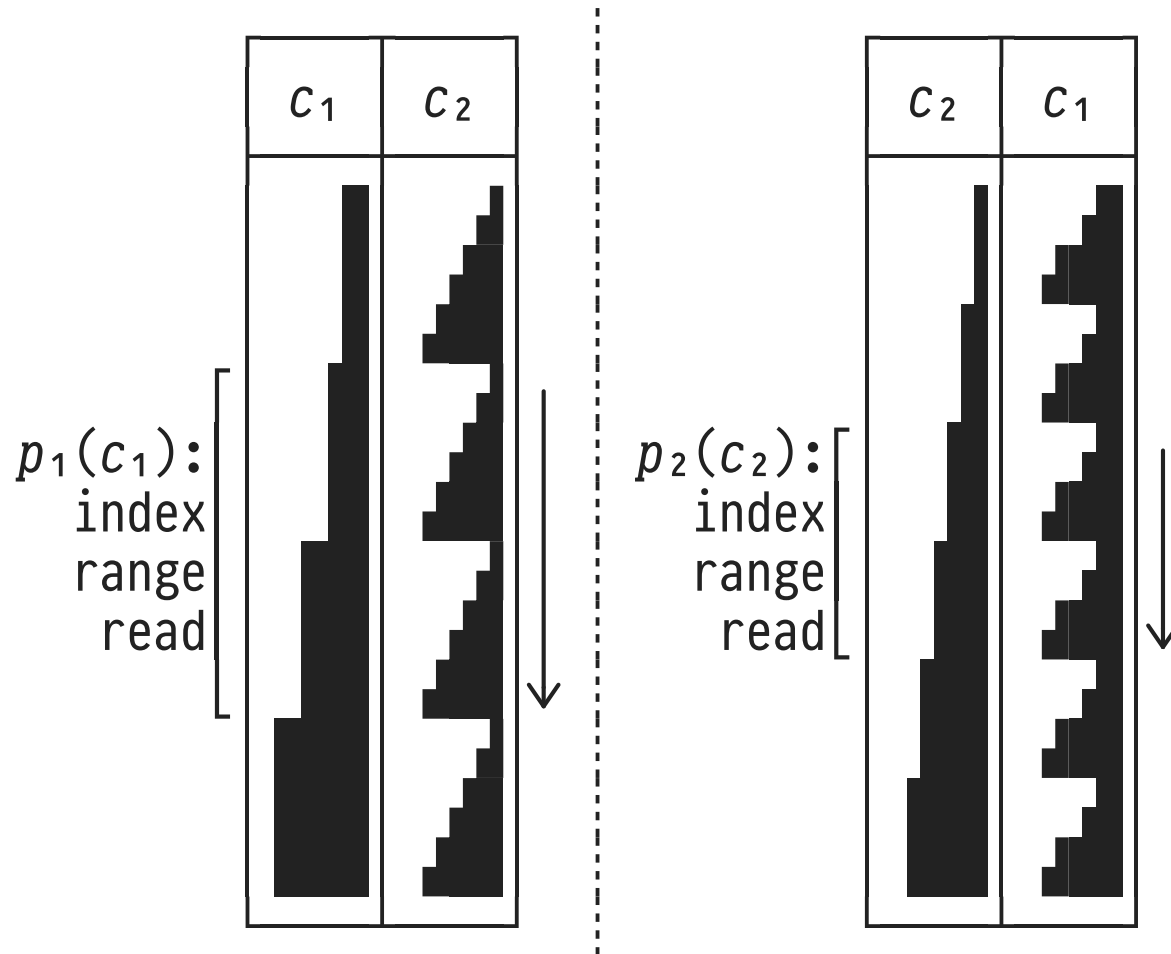 c₁ c₂
p₁(c₁):
index
range
read
c₂ c₁
p₂(c₂):
index
range
read